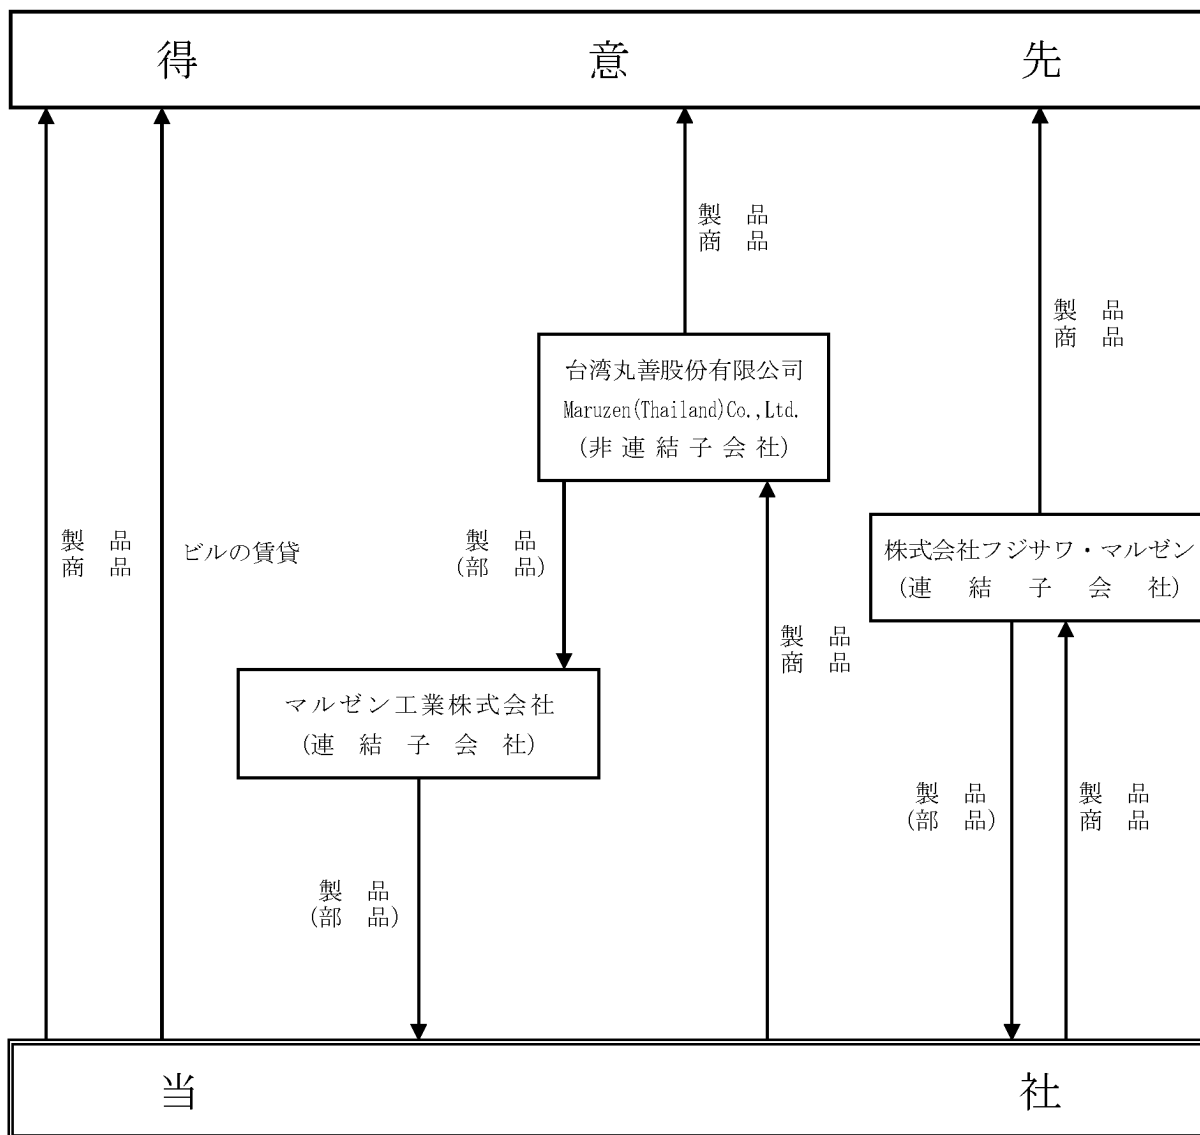 得意先
製品
商品
製品
商品
台湾丸善股份有限公司
Maruzen(Thailand)Co.,Ltd.
(非連結子会社)
製品
商品
ビルの賃貸
製品
(部品)
株式会社フジサワ・マルゼン
(連結子会社)
製品
商品
マルゼン工業株式会社
(連結子会社)
製品
(部品)
製品
商品
製品
(部品)
当社